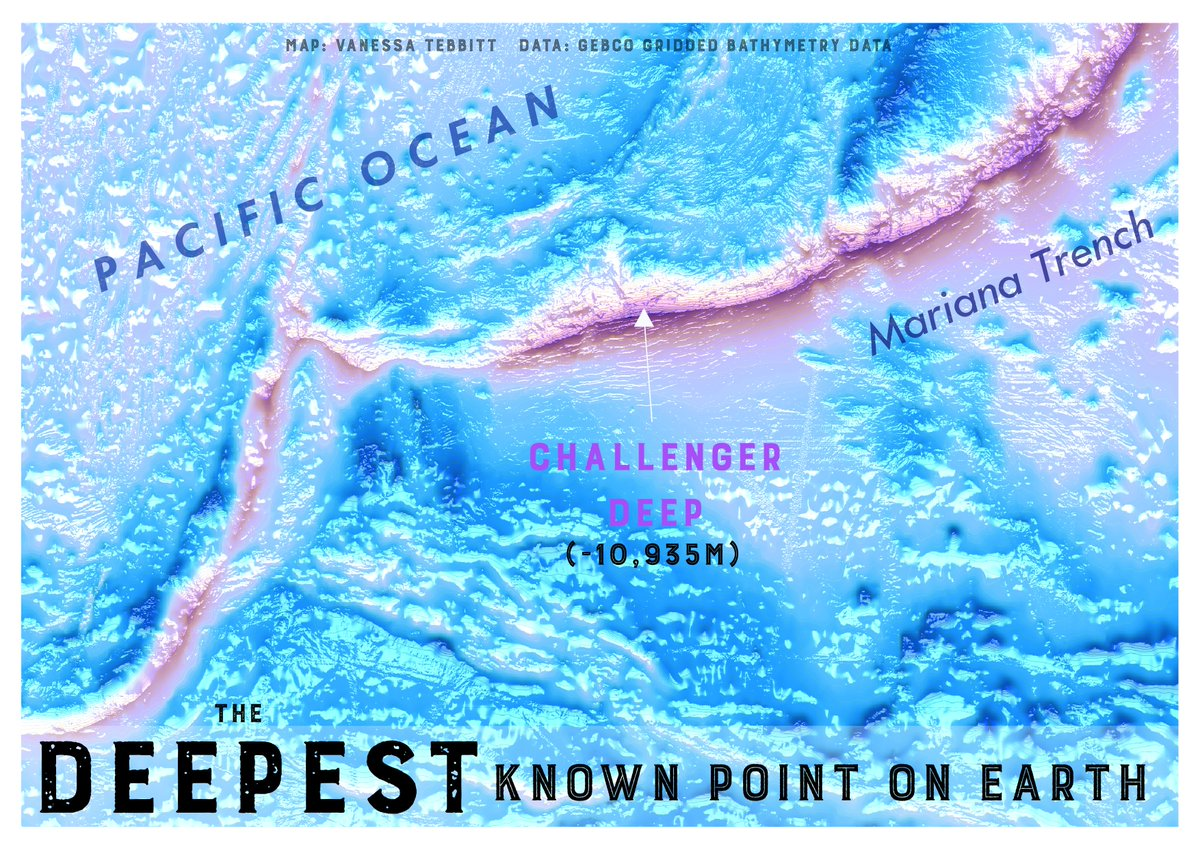 MAP: VANESSA TEBBITT DATA: GEBCO GRIDDED BATHYMETRY DATA
PACIFIC OCEAN
Mariana Trench
CHALLENGER
DEEP
(-10,935M)
THE
DEEPEST KNOWN POINT ON EARTH